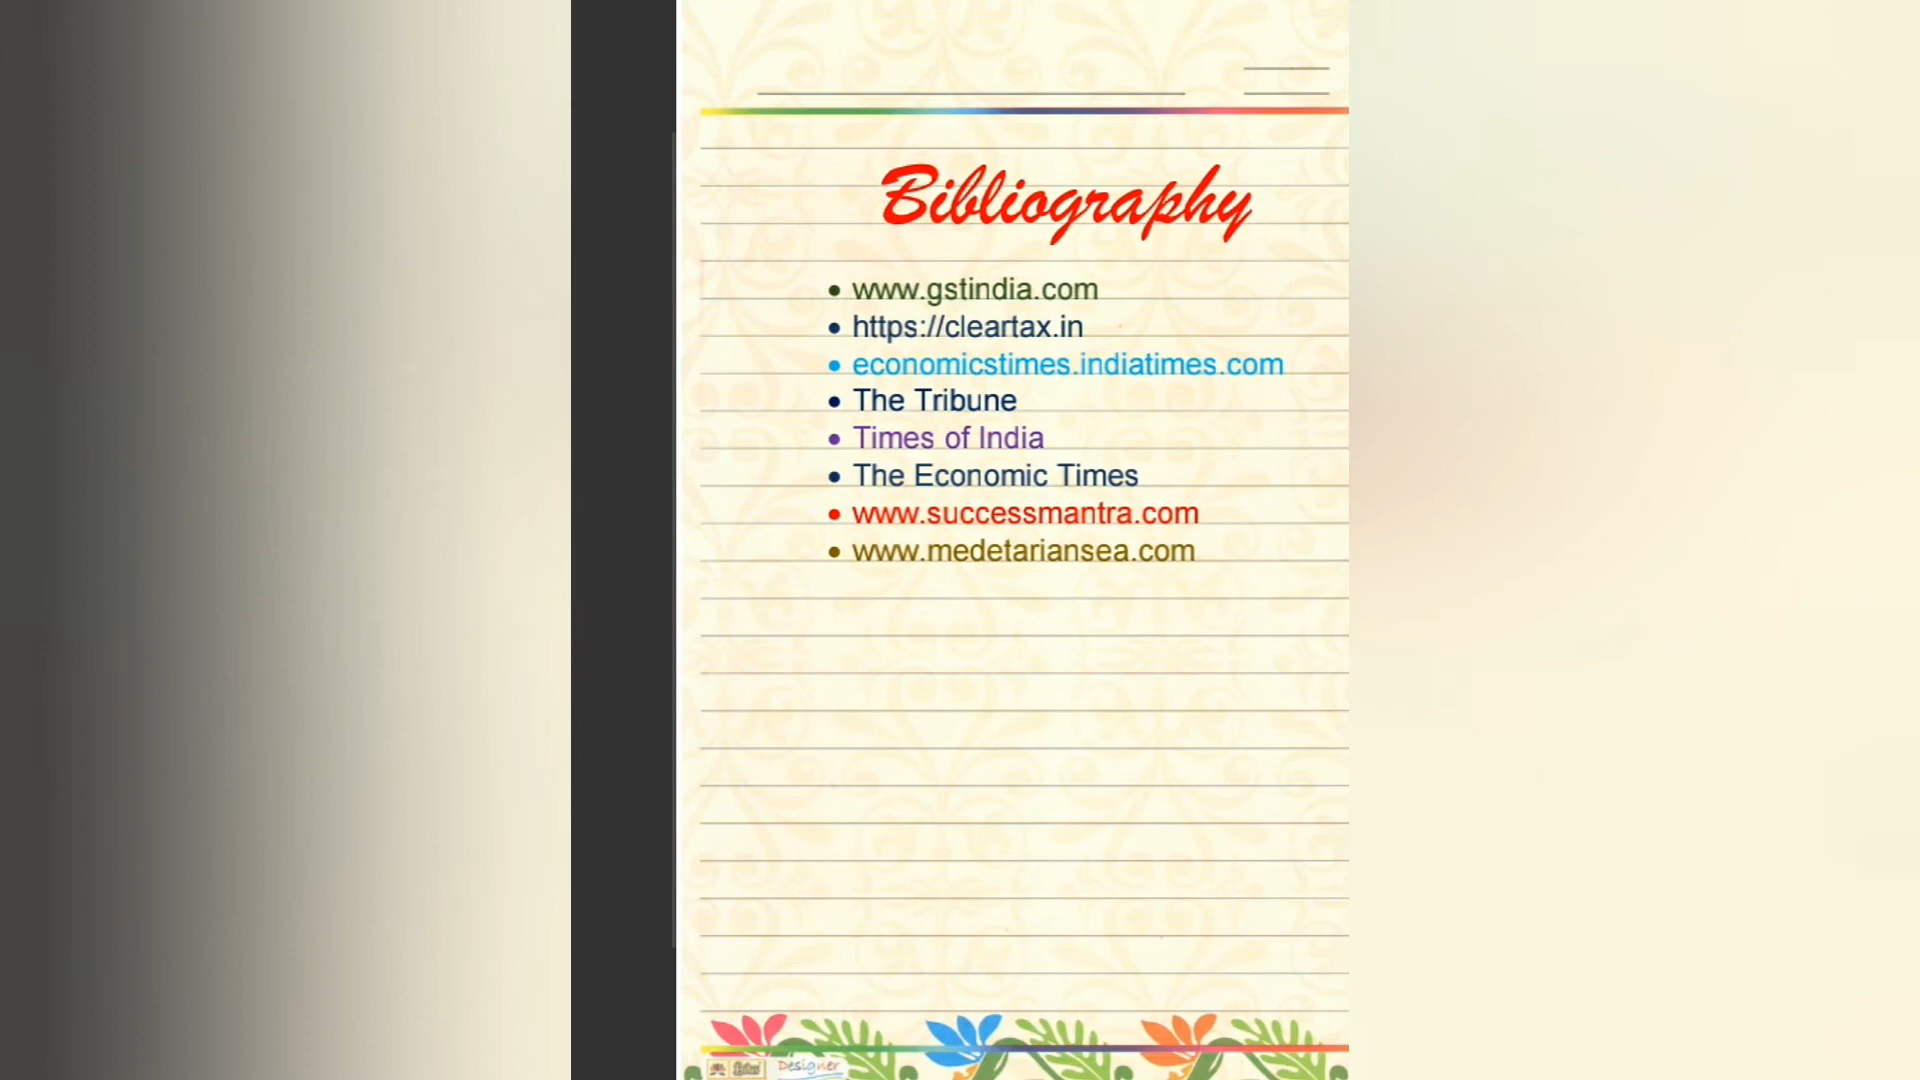 Bibliography
• www.gstindia.com
• https://cleartax.in
• economicstimes.indiatimes.com
• The Tribune
• Times of India
• The Economic Times
• www.successmantra.com
• www.medetariansea.com
Designer